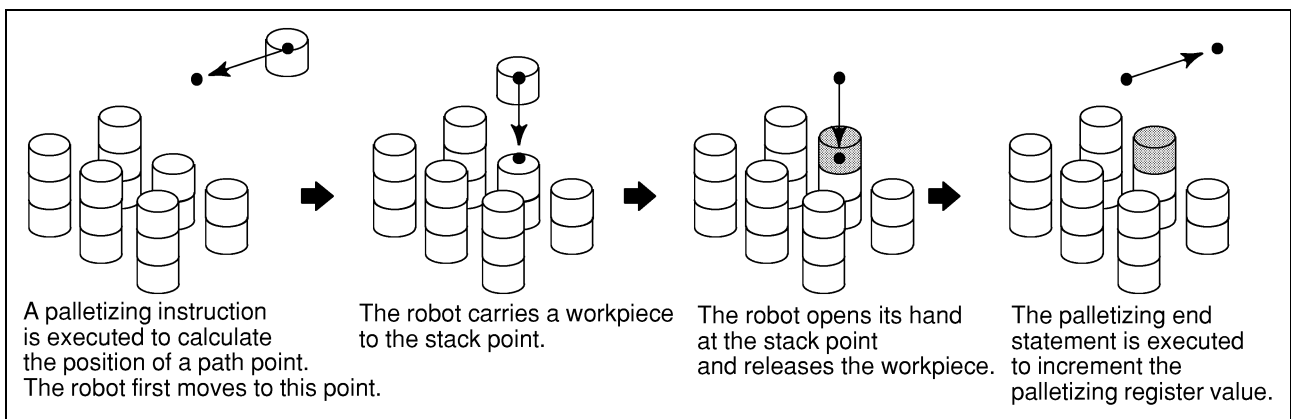 A palletizing instruction
is executed to calculate
the position of a path point.
The robot first moves to this point.
The robot carries a workpiece
to the stack point.
The robot opens its hand
at the stack point
and releases the workpiece.
The palletizing end
statement is executed
to increment the
palletizing register value.